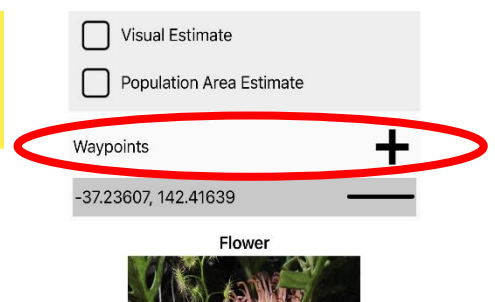 Visual Estimate
Population Area Estimate
Waypoints
-37.23607, 142.41639
Flower